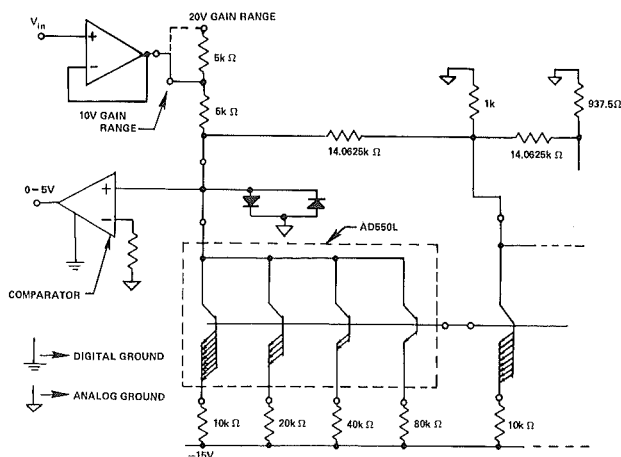 20V GAIN RANGE
Vin
+
−
5k Ω
5k Ω
10V GAIN
RANGE
1k
937.5Ω
14.0625k Ω
14.0625k Ω
0–5V
+
−
AD550L
COMPARATOR
DIGITAL GROUND
ANALOG GROUND
10k Ω
20k Ω
40k Ω
80k Ω
10k Ω
−15V